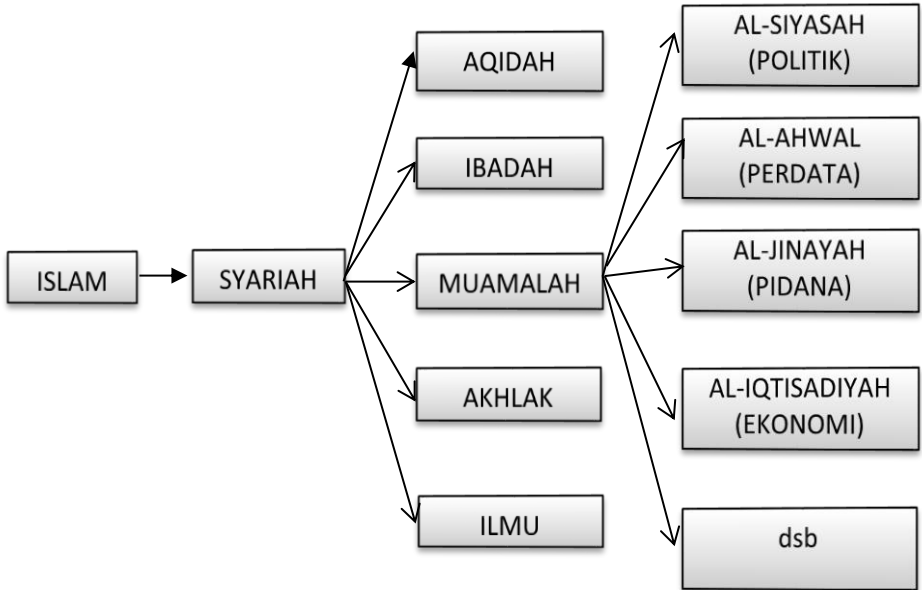 ISLAM
SYARIAH
AQIDAH
IBADAH
MUAMALAH
AKHLAK
ILMU
AL-SIYASAH
(POLITIK)
AL-AHWAL
(PERDATA)
AL-JINAYAH
(PIDANA)
AL-IQTISADIYAH
(EKONOMI)
dsb